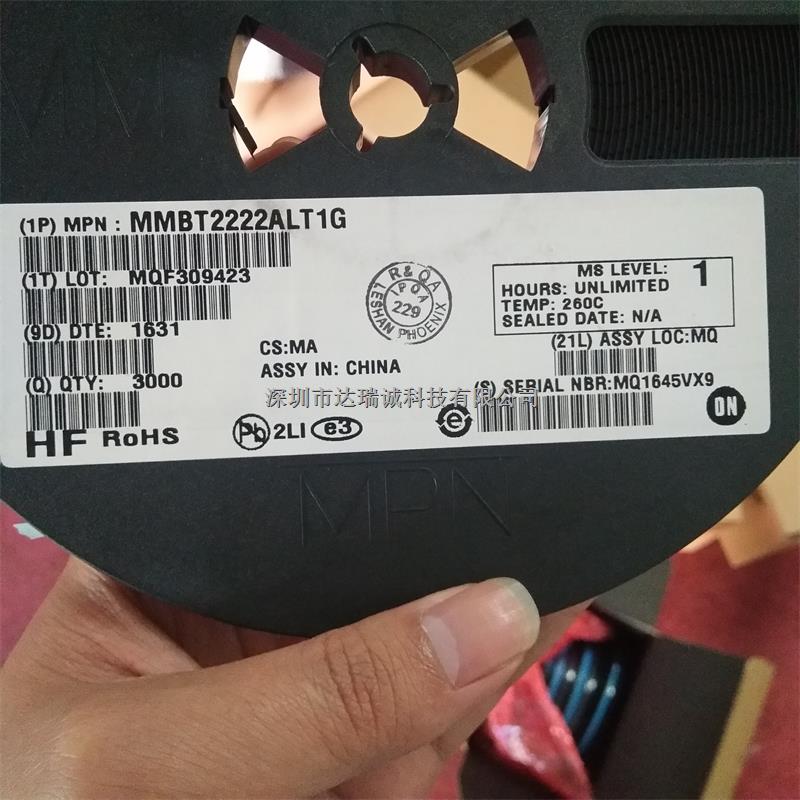 (1P) MPN : MMBT2222ALT1G
(1T) LOT: MQF309423
(9D) DTE: 1631
(Q) QTY: 3000
HF RoHS
CS:MA
ASSY IN: CHINA
R&QA
IPQA
229
LESHAN PHOENIX
MS LEVEL: 1
HOURS: UNLIMITED
TEMP: 260C
SEALED DATE: N/A
(21L) ASSY LOC:MQ
深圳市达瑞诚科技有限公司
(S) SERIAL NBR:MQ1645VX9
Pb 2LI e3
e
ON
MPN